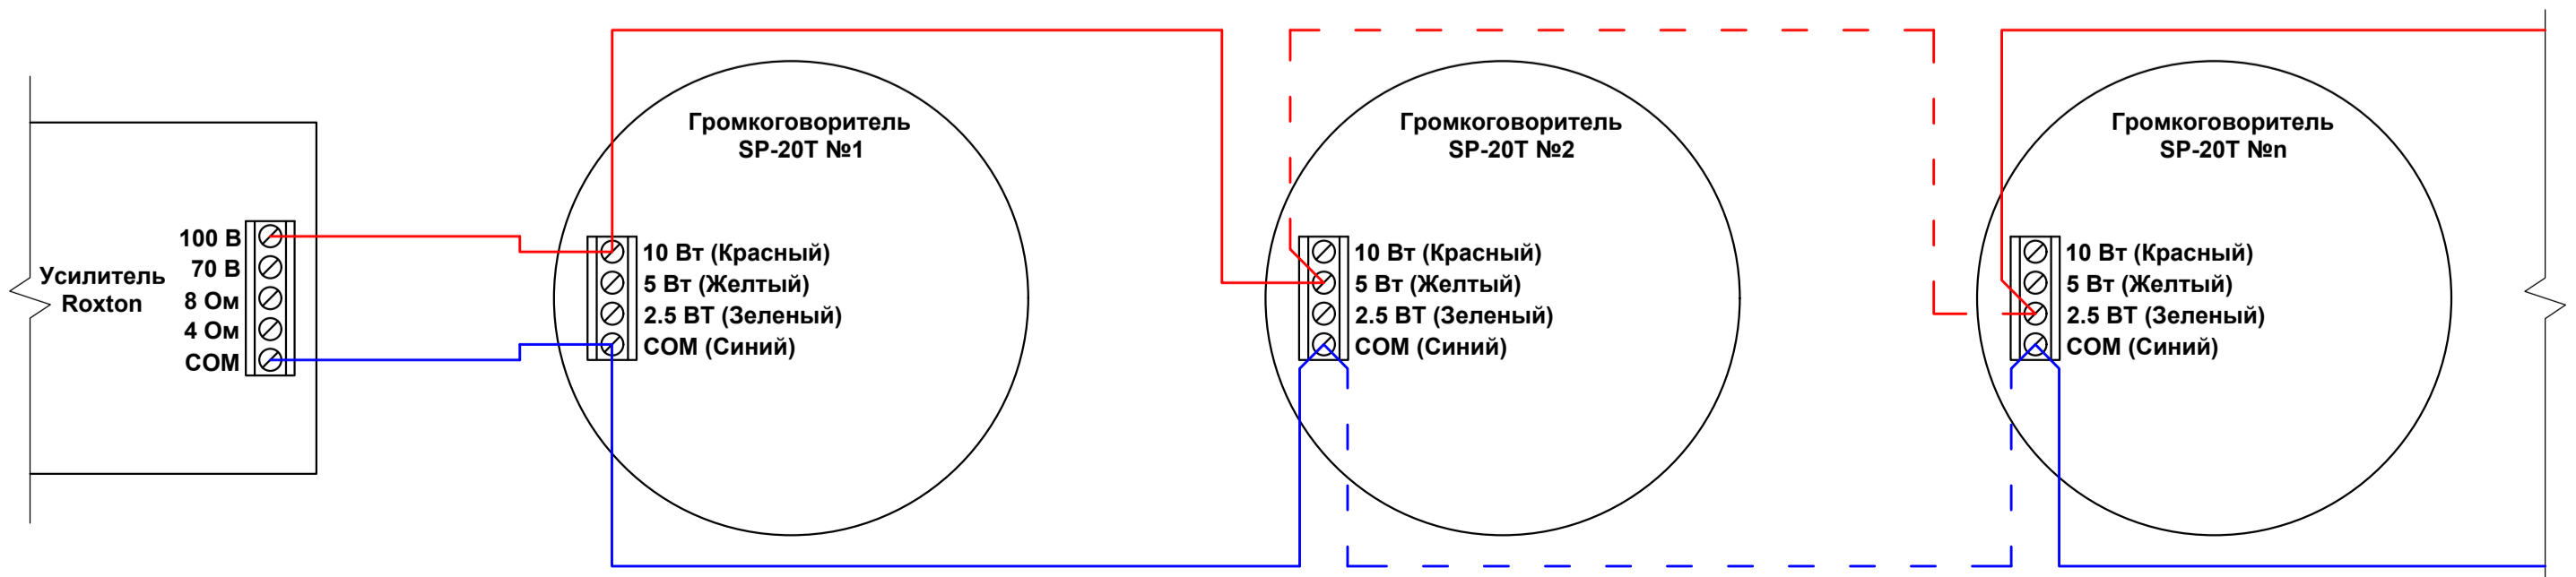 Усилитель
Roxton
100 В
70 В
8 Ом
4 Ом
COM
Громкоговоритель
SP-20T №1
10 Вт (Красный)
5 Вт (Желтый)
2.5 ВТ (Зеленый)
COM (Синий)
Громкоговоритель
SP-20T №2
10 Вт (Красный)
5 Вт (Желтый)
2.5 ВТ (Зеленый)
COM (Синий)
Громкоговоритель
SP-20T №n
10 Вт (Красный)
5 Вт (Желтый)
2.5 ВТ (Зеленый)
COM (Синий)